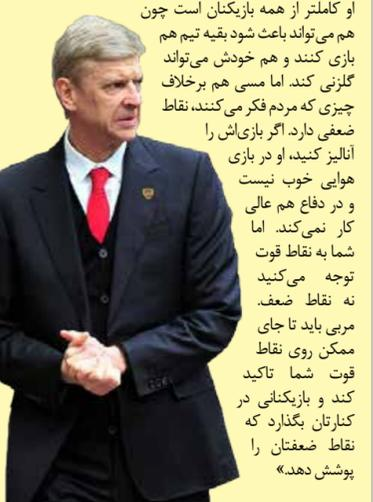 او کاملتر از همه بازیکنان است چون
هم می‌تواند باعث شود بقیه تیم هم
بازی کنند و هم خودش می‌تواند
گلزنی کند. اما مسی هم برخلاف
چیزی که مردم فکر می‌کنند، نقاط
ضعفی دارد. اگر بازی‌اش را
آنالیز کنید، او در بازی
هوایی خوب نیست
و در دفاع هم عالی
کار نمی‌کند. اما
شما به نقاط قوت
توجه می‌کنید
نه نقاط ضعف.
مربی باید تا جای
ممکن روی نقاط
قوت شما تاکید
کند و بازیکنانی در
کنارتان بگذارد که
نقاط ضعفتان را
پوشش دهد.»